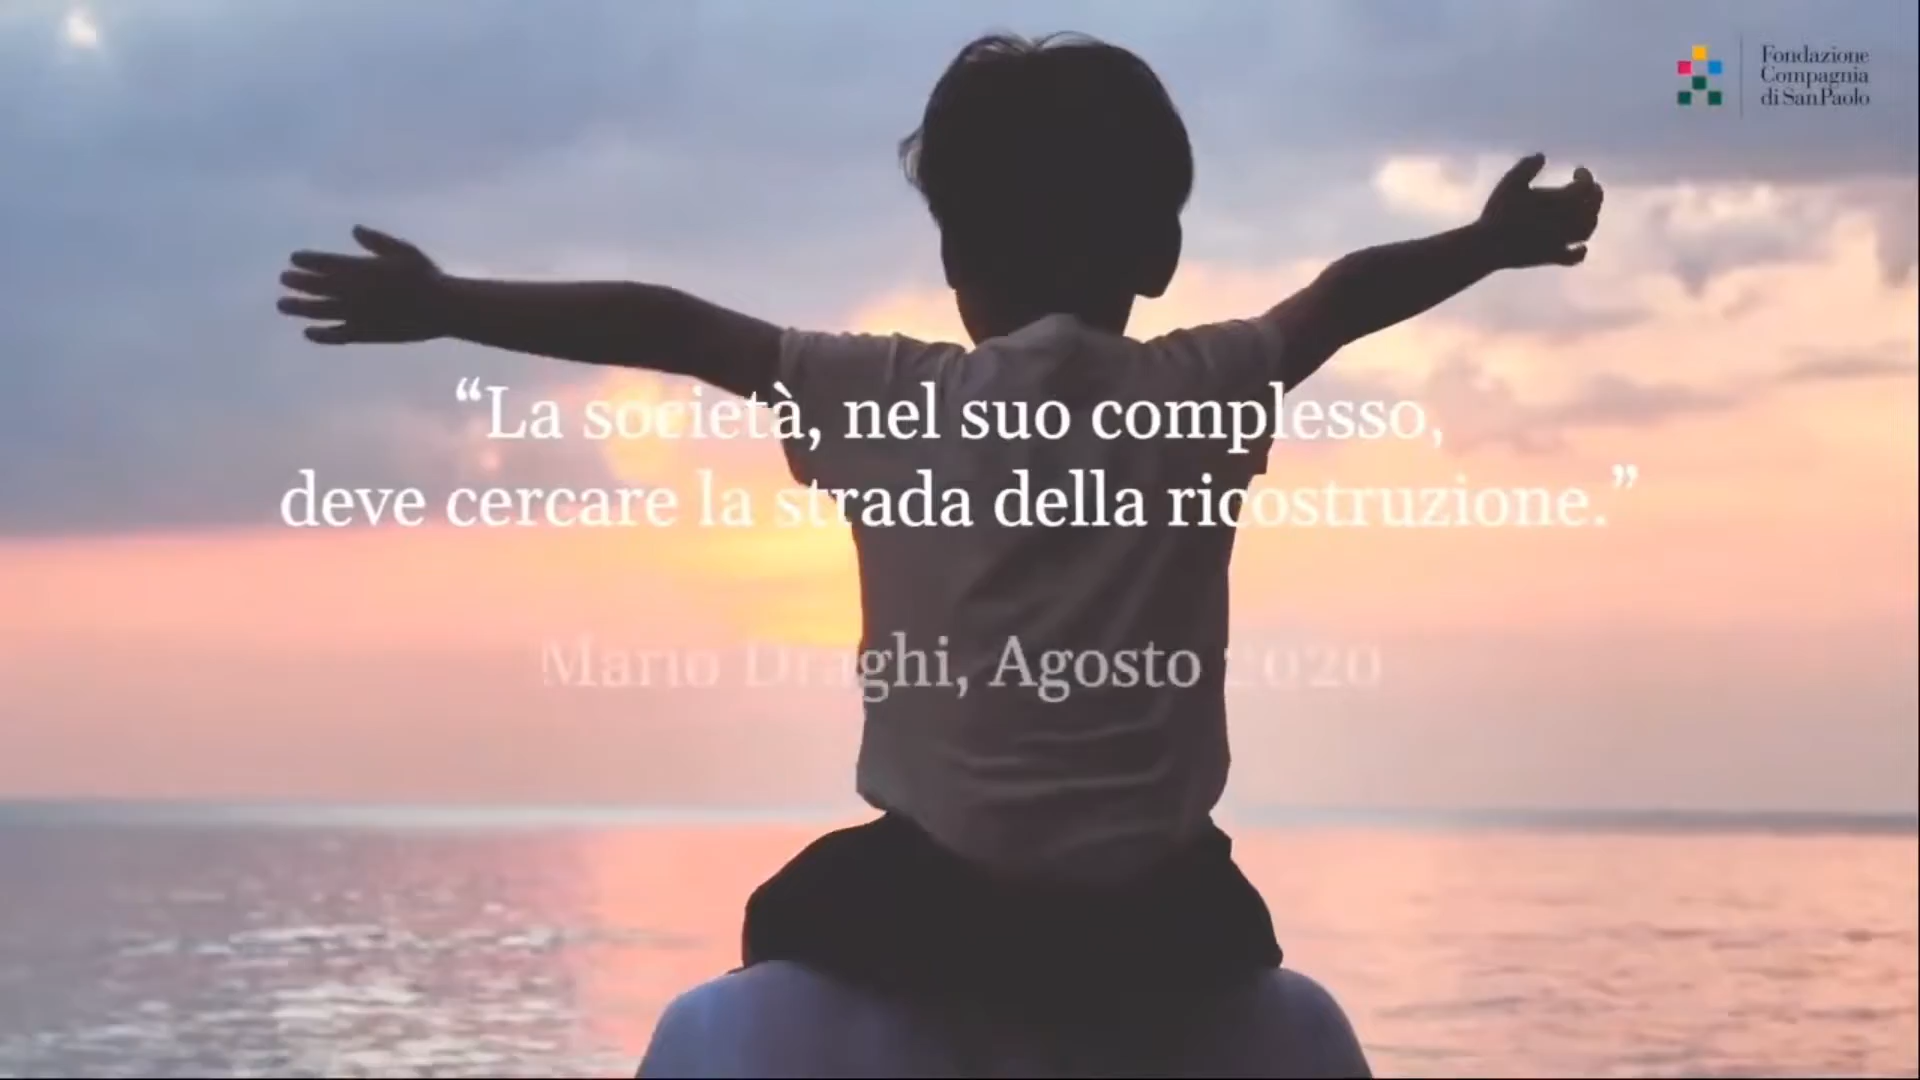 Fondazione
Compagnia
di San Paolo
“La società, nel suo complesso,
deve cercare la strada della ricostruzione.”
Mario Draghi, Agosto 2020